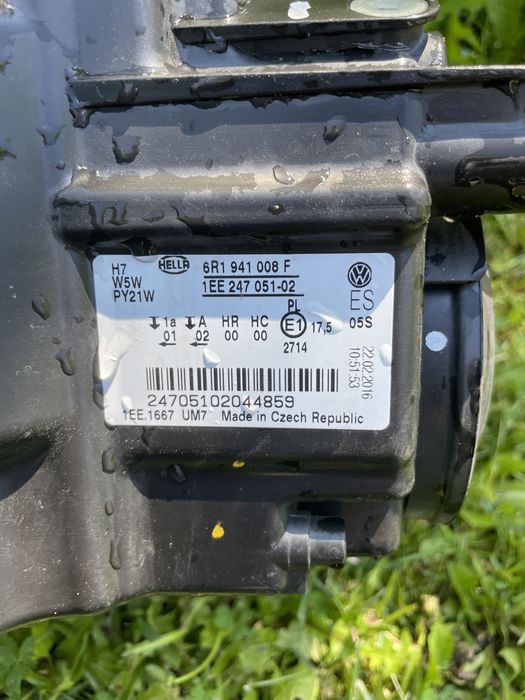 H7
W5W
PY21W
HELLA
6R1 941 008 F
1EE 247 051-02
PL
ES
1a A HR HC E1 17,5 05S
01 02 00 00 2714
22.02.2016
10:51:53
24705102044859
1EE.1667 UM7 Made in Czech Republic